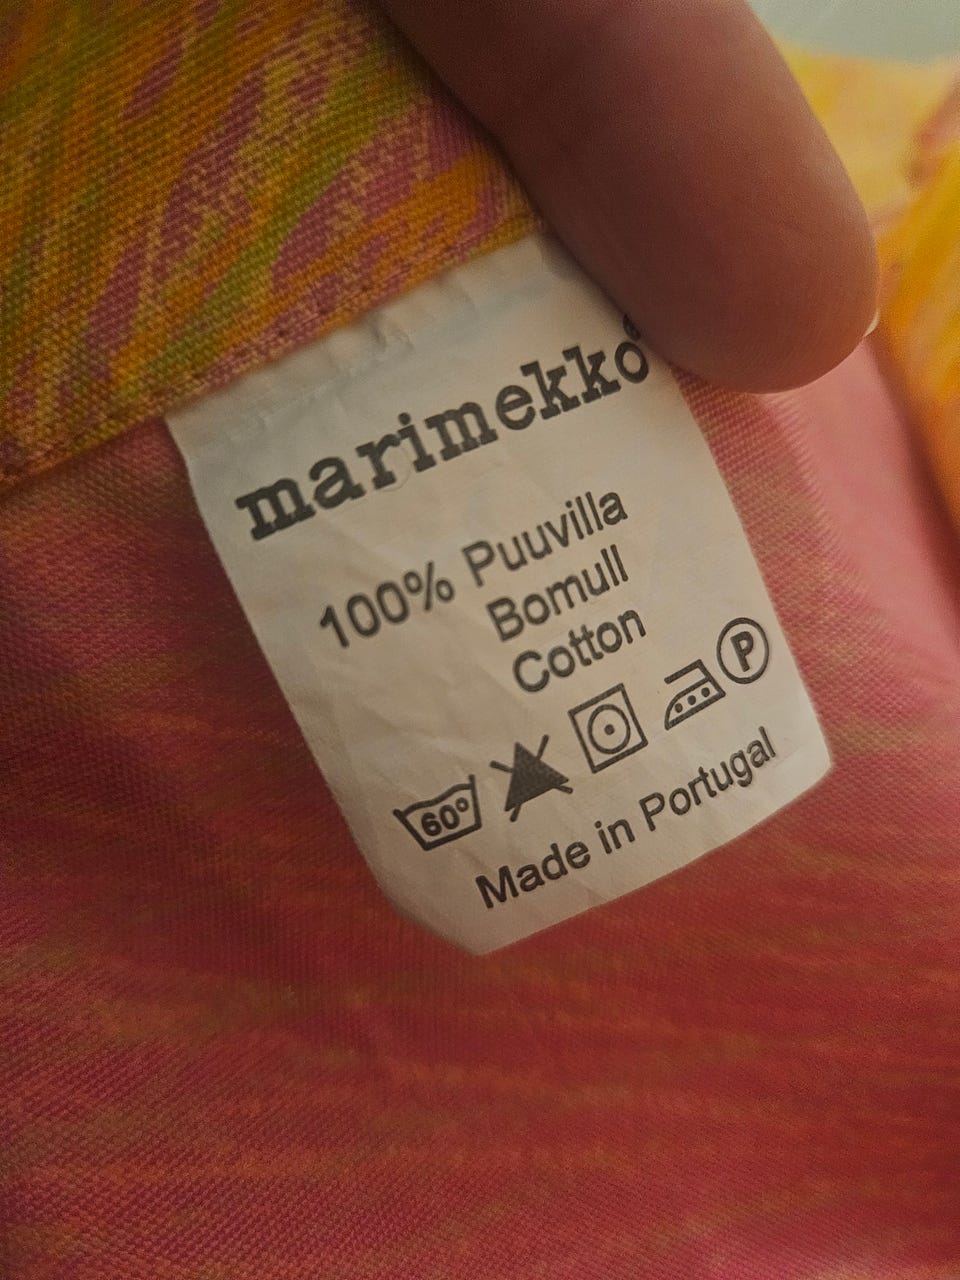 marimekko®
100% Puuvilla
Bomull
Cotton
60° P
Made in Portugal